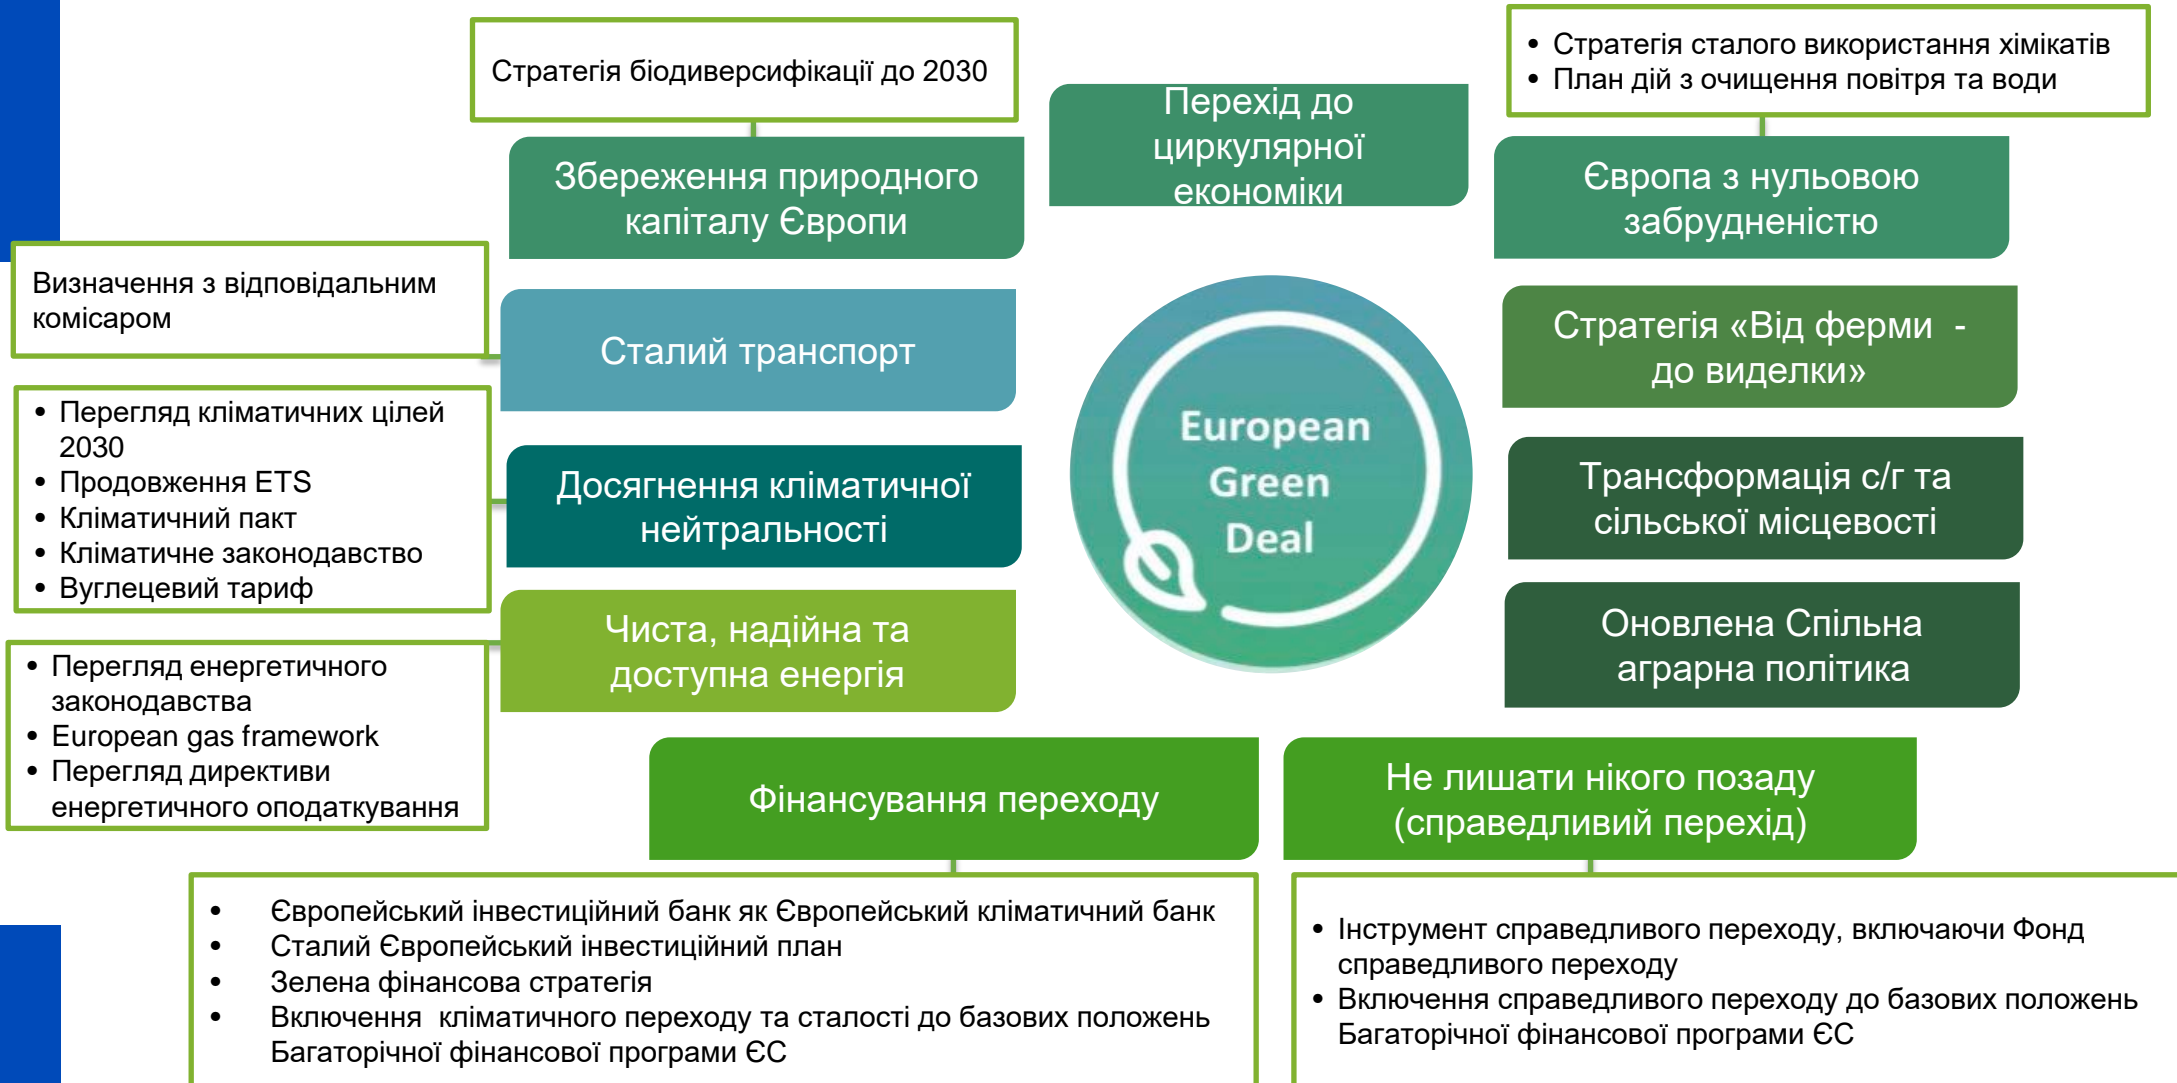 Стратегія біодиверсифікації до 2030
• Стратегія сталого використання хімікатів
• План дій з очищення повітря та води
Перехід до
циркулярної
економіки
Збереження природного
капіталу Європи
Європа з нульовою
забрудненістю
Визначення з відповідальним
комісаром
Сталий транспорт
Стратегія «Від ферми -
до виделки»
• Перегляд кліматичних цілей
2030
• Продовження ETS
• Кліматичний пакт
• Кліматичне законодавство
• Вуглецевий тариф
Досягнення кліматичної
нейтральності
European
Green
Deal
Трансформація с/г та
сільської місцевості
Чиста, надійна та
доступна енергія
Оновлена Спільна
аграрна політика
• Перегляд енергетичного
законодавства
• European gas framework
• Перегляд директиви
енергетичного оподаткування
Фінансування переходу
Не лишати нікого позаду
(справедливий перехід)
• Європейський інвестиційний банк як Європейський кліматичний банк
• Сталий Європейський інвестиційний план
• Зелена фінансова стратегія
• Включення кліматичного переходу та сталості до базових положень
Багаторічної фінансової програми ЄС
• Інструмент справедливого переходу, включаючи Фонд
справедливого переходу
• Включення справедливого переходу до базових положень
Багаторічної фінансової програми ЄС